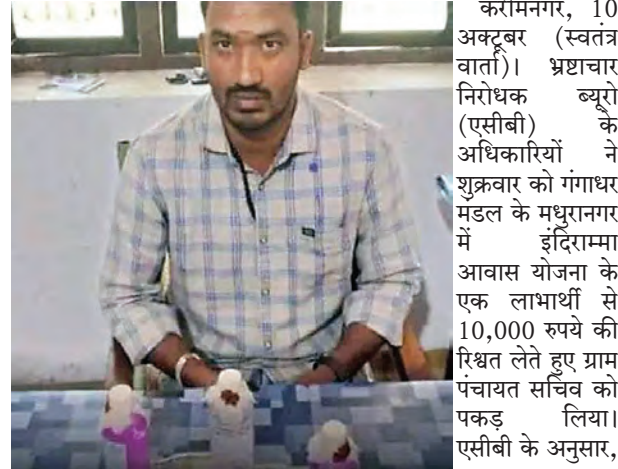 करीमनगर, 10
अक्टूबर (स्वतंत्र
वार्ता)। भ्रष्टाचार
निरोधक ब्यूरो
(एसीबी) के
अधिकारियों ने
शुक्रवार को गंगाधर
मंडल के मधुरानगर
में इंदिराम्मा
आवास योजना के
एक लाभार्थी से
10,000 रुपये की
रिश्वत लेते हुए ग्राम
पंचायत सचिव को
पकड़ लिया।
एसीबी के अनुसार,